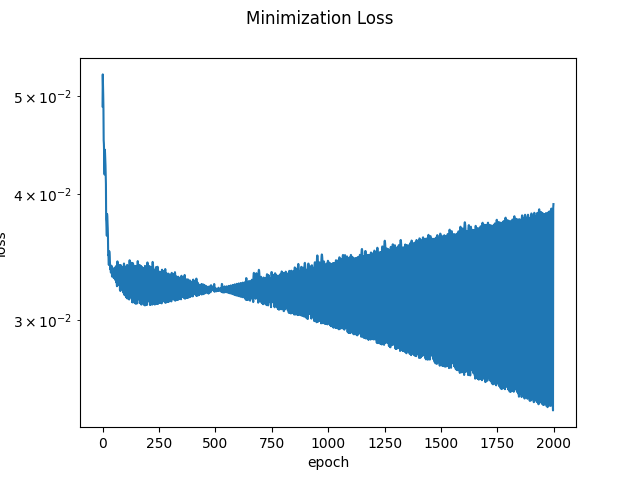 Minimization Loss
5 × 10⁻²
4 × 10⁻²
3 × 10⁻²
loss
0 250 500 750 1000 1250 1500 1750 2000
epoch